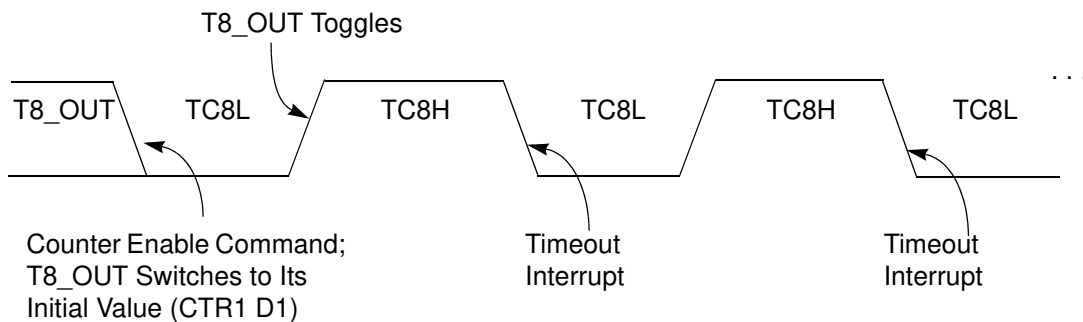 T8_OUT Toggles
. . .
T8_OUT TC8L TC8H TC8L TC8H TC8L
Counter Enable Command;
T8_OUT Switches to Its
Initial Value (CTR1 D1)
Timeout
Interrupt
Timeout
Interrupt